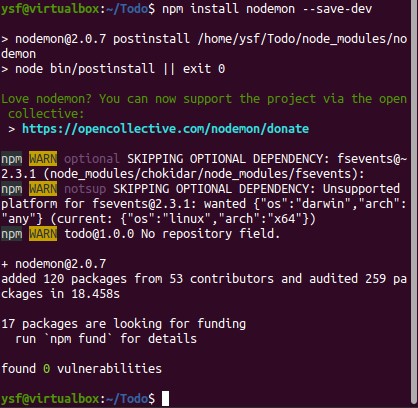 ysf@virtualbox:~/Todo$ npm install nodemon --save-dev
> nodemon@2.0.7 postinstall /home/ysf/Todo/node_modules/no
demon
> node bin/postinstall || exit 0
Love nodemon? You can now support the project via the open
 collective:
 > https://opencollective.com/nodemon/donate
npm WARN optional SKIPPING OPTIONAL DEPENDENCY: fsevents@~
2.3.1 (node_modules/chokidar/node_modules/fsevents):
npm WARN notsup SKIPPING OPTIONAL DEPENDENCY: Unsupported
platform for fsevents@2.3.1: wanted {"os":"darwin","arch":
"any"} (current: {"os":"linux","arch":"x64"})
npm WARN todo@1.0.0 No repository field.
+ nodemon@2.0.7
added 120 packages from 53 contributors and audited 259 pa
ckages in 18.458s
17 packages are looking for funding
  run `npm fund` for details
found 0 vulnerabilities
ysf@virtualbox:~/Todo$